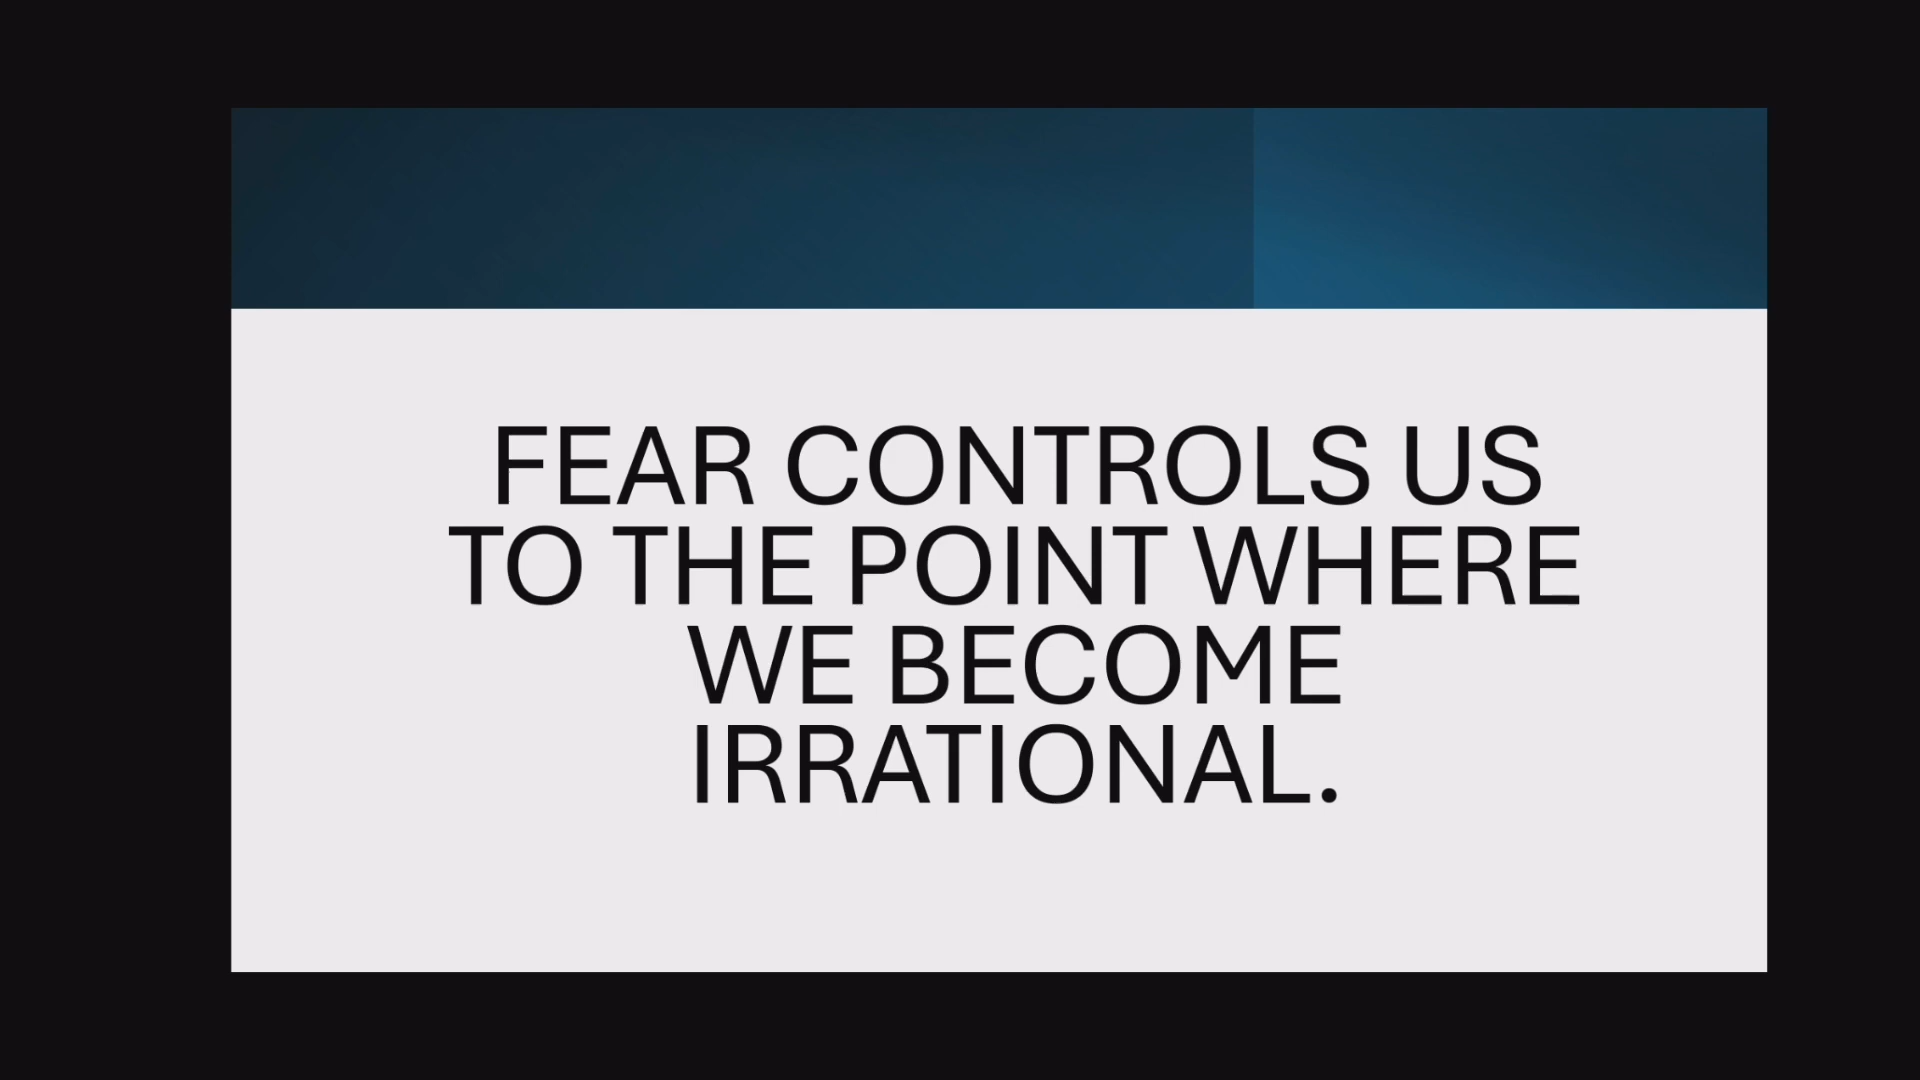 FEAR CONTROLS US
TO THE POINT WHERE
WE BECOME
IRRATIONAL.